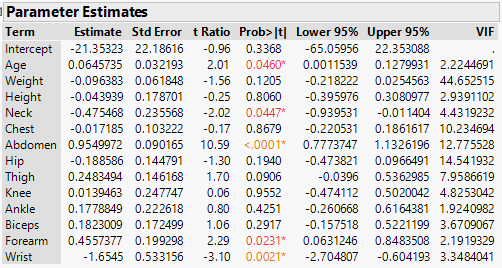 Parameter Estimates
Term Estimate Std Error t Ratio Prob>|t| Lower 95% Upper 95% VIF
Intercept -21.35323 22.18616 -0.96 0.3368 -65.05956 22.353088 .
Age 0.0645735 0.032193 2.01 0.0460* 0.0011539 0.1279931 2.2244691
Weight -0.096383 0.061848 -1.56 0.1205 -0.218222 0.0254563 44.652515
Height -0.043939 0.178701 -0.25 0.8060 -0.395976 0.3080977 2.9391102
Neck -0.475468 0.235568 -2.02 0.0447* -0.939531 -0.011404 4.4319232
Chest -0.017185 0.103222 -0.17 0.8679 -0.220531 0.1861617 10.234694
Abdomen 0.9549972 0.090165 10.59 <.0001* 0.7773747 1.1326196 12.775528
Hip -0.188586 0.144791 -1.30 0.1940 -0.473821 0.0966491 14.541932
Thigh 0.2483494 0.146168 1.70 0.0906 -0.0396 0.5362985 7.9586619
Knee 0.0139463 0.247747 0.06 0.9552 -0.474112 0.5020042 4.8253042
Ankle 0.1778849 0.222618 0.80 0.4251 -0.260668 0.6164381 1.9240982
Biceps 0.1823009 0.172499 1.06 0.2917 -0.157518 0.5221199 3.6709067
Forearm 0.4557377 0.199298 2.29 0.0231* 0.0631246 0.8483508 2.1919329
Wrist -1.6545 0.533156 -3.10 0.0021* -2.704807 -0.604193 3.3484041